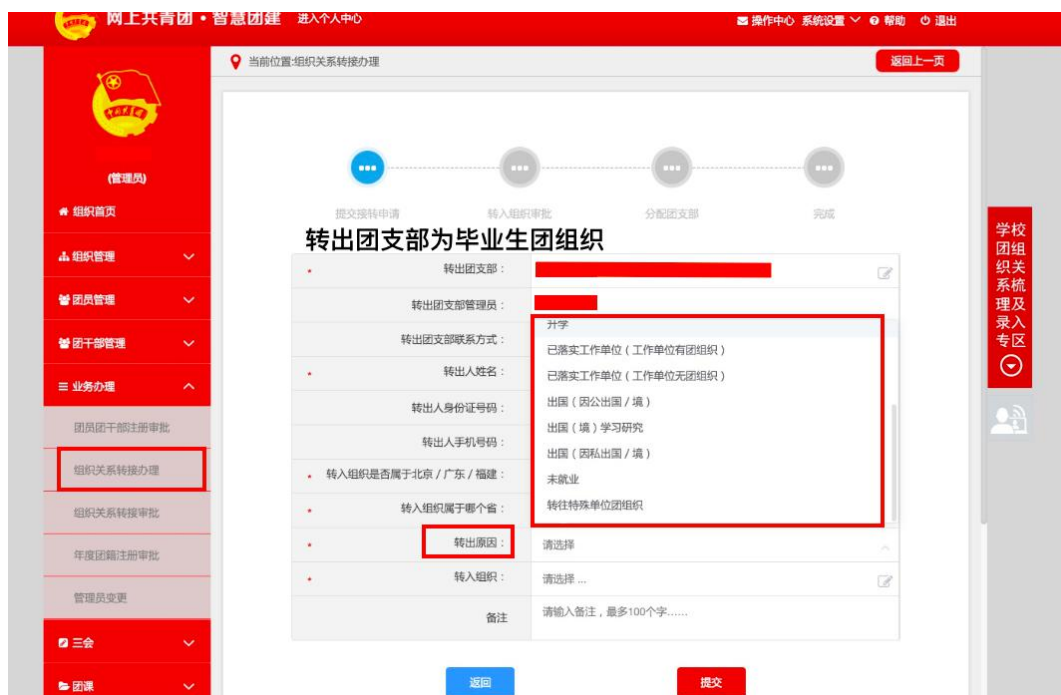 网上共青团·智慧团建 进入个人中心 操作中心 系统设置 帮助 退出
当前位置:组织关系转接办理 返回上一页
(管理员)
组织首页
组织管理
团员管理
团干部管理
业务办理
团员团干部注册审批
组织关系转接办理
组织关系转接审批
年度团籍注册审批
管理员变更
三会
团课
提交接转申请 转入组织审批 分配团支部 完成
转出团支部为毕业生团组织
* 转出团支部：
转出团支部管理员：
转出团支部联系方式：
* 转出人姓名：
转出人身份证号码：
转出人手机号码：
* 转入组织是否属于北京/广东/福建：
* 转入组织属于哪个省：
升学
已落实工作单位（工作单位有团组织）
已落实工作单位（工作单位无团组织）
出国（因公出国/境）
出国（境）学习研究
出国（因私出国/境）
未就业
转往特殊单位团组织
* 转出原因： 请选择
* 转入组织： 请选择 ...
备注 请输入备注，最多100个字……
返回 提交
学校
团组
织关
系梳
理及
录入
专区